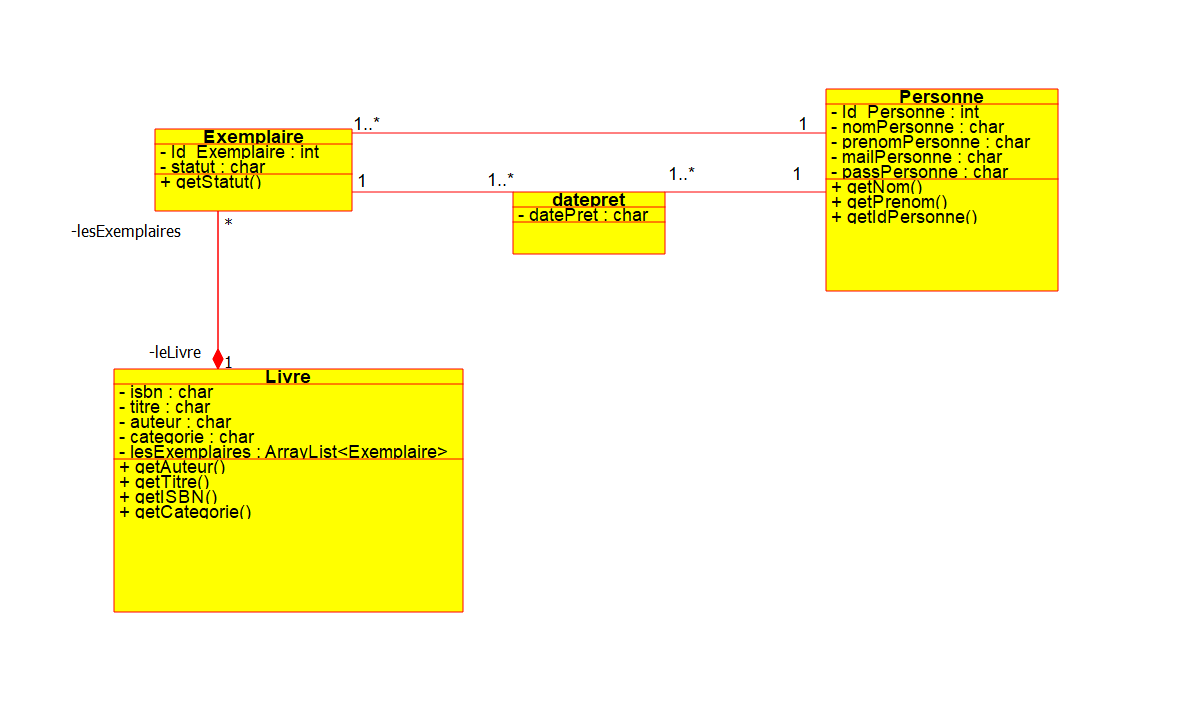 Personne
- Id_Personne : int
- nomPersonne : char
- prenomPersonne : char
- mailPersonne : char
- passPersonne : char
+ getNom()
+ getPrenom()
+ getIdPersonne()
1..*
1
Exemplaire
- Id_Exemplaire : int
- statut : char
+ getStatut()
1
1..*
1..*
1
datepret
- datePret : char
*
-lesExemplaires
-leLivre
1
Livre
- isbn : char
- titre : char
- auteur : char
- categorie : char
- lesExemplaires : ArrayList<Exemplaire>
+ getAuteur()
+ getTitre()
+ getISBN()
+ getCategorie()